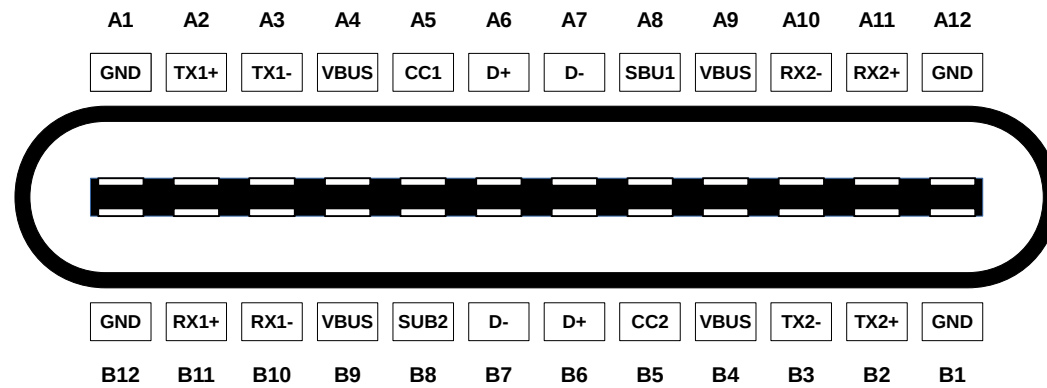 A1 A2 A3 A4 A5 A6 A7 A8 A9 A10 A11 A12
GND TX1+ TX1- VBUS CC1 D+ D- SBU1 VBUS RX2- RX2+ GND
GND RX1+ RX1- VBUS SUB2 D- D+ CC2 VBUS TX2- TX2+ GND
B12 B11 B10 B9 B8 B7 B6 B5 B4 B3 B2 B1